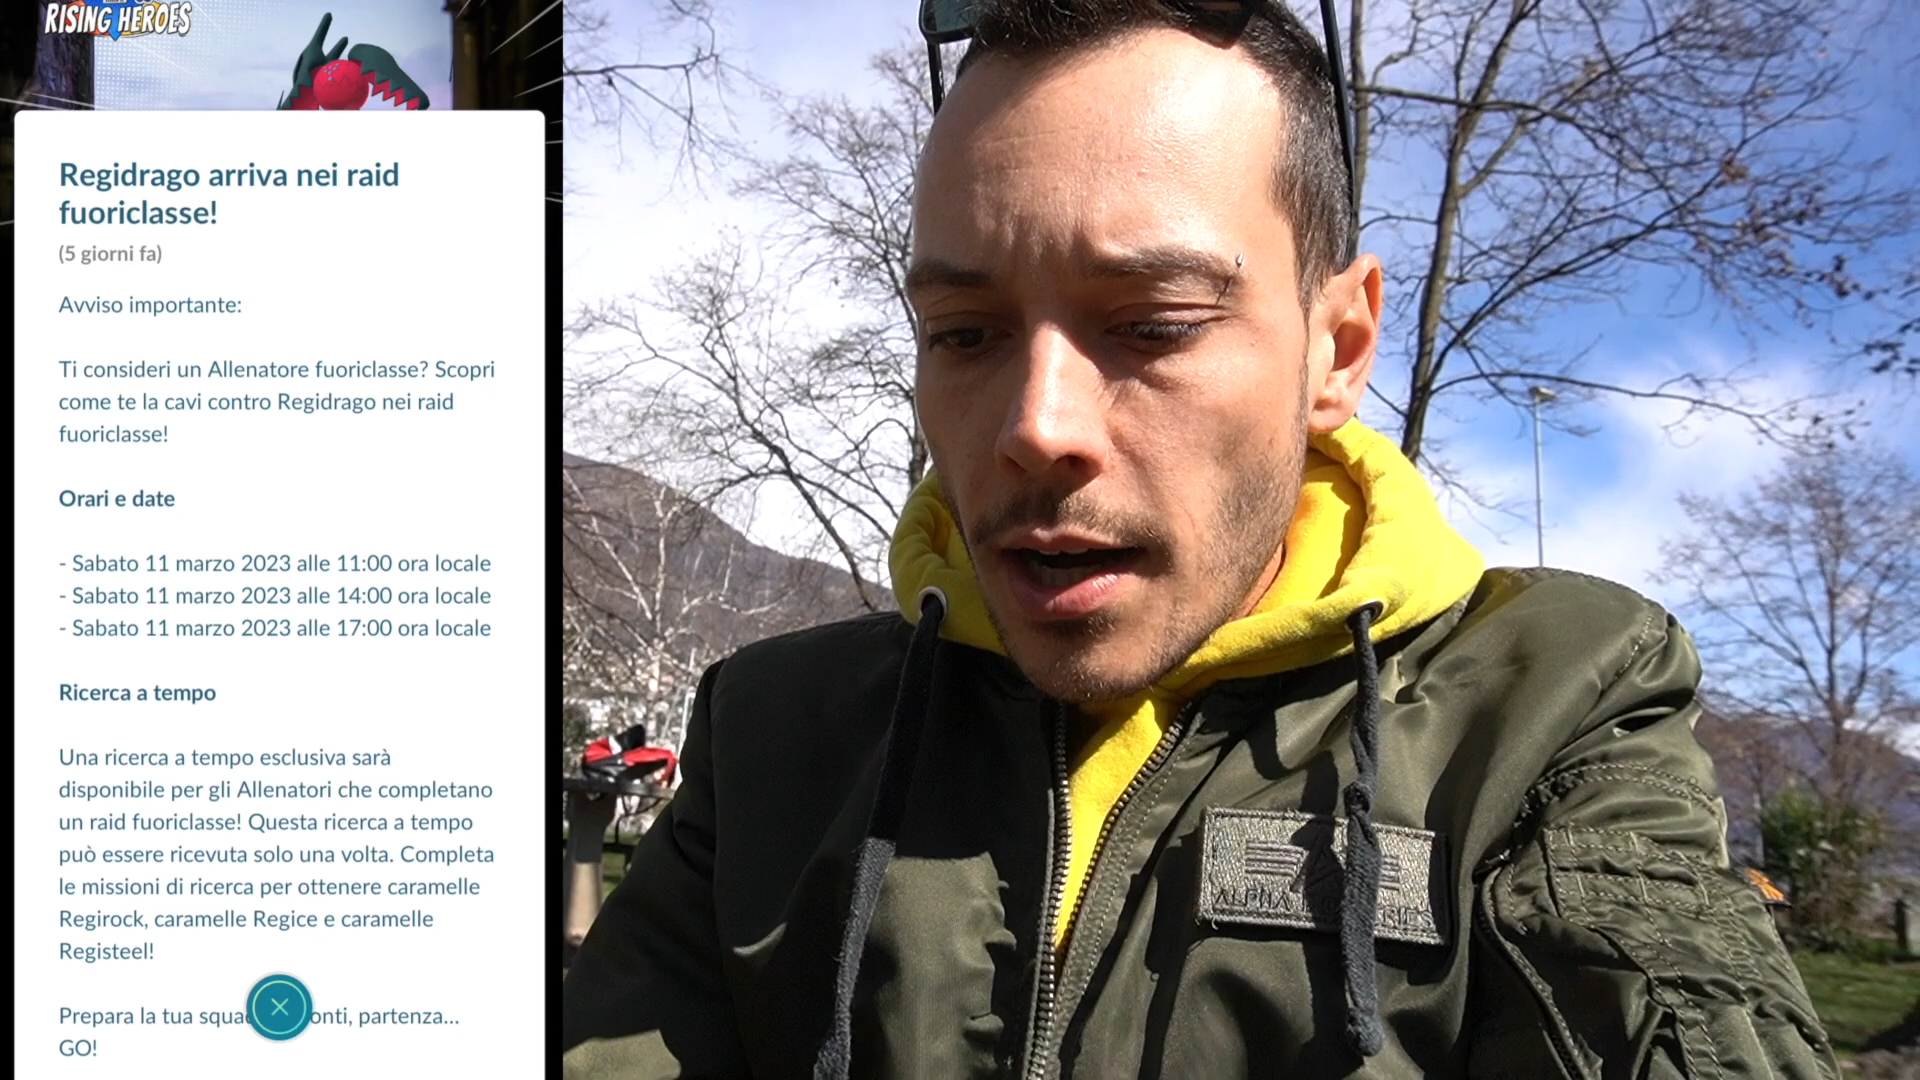 RISING HEROES
Regidrago arriva nei raid
fuoriclasse!
(5 giorni fa)
Avviso importante:
Ti consideri un Allenatore fuoriclasse? Scopri
come te la cavi contro Regidrago nei raid
fuoriclasse!
Orari e date
- Sabato 11 marzo 2023 alle 11:00 ora locale
- Sabato 11 marzo 2023 alle 14:00 ora locale
- Sabato 11 marzo 2023 alle 17:00 ora locale
Ricerca a tempo
Una ricerca a tempo esclusiva sarà
disponibile per gli Allenatori che completano
un raid fuoriclasse! Questa ricerca a tempo
può essere ricevuta solo una volta. Completa
le missioni di ricerca per ottenere caramelle
Regirock, caramelle Regice e caramelle
Registeel!
Prepara la tua partenza...
GO!
ALPHA